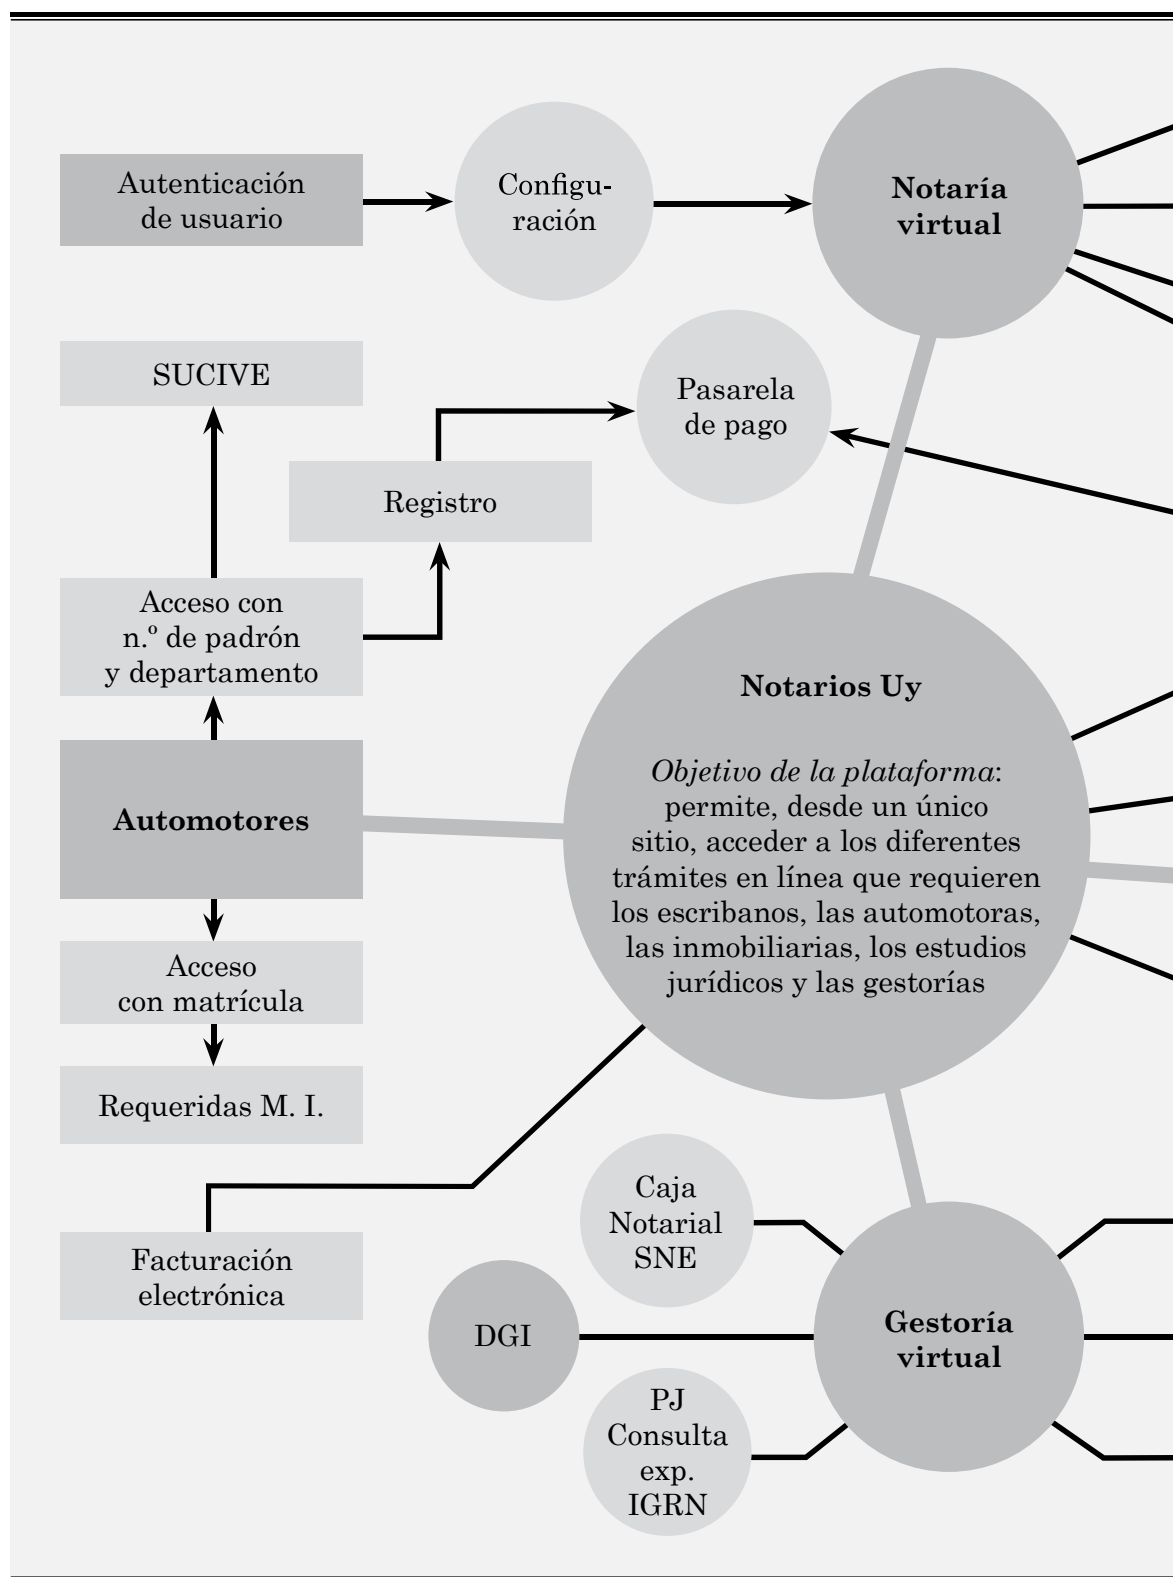 Autenticación
de usuario
Configu-
ración
Notaría
virtual
SUCIVE
Pasarela
de pago
Registro
Acceso con
n.º de padrón
y departamento
Notarios Uy
Objetivo de la plataforma:
permite, desde un único
sitio, acceder a los diferentes
trámites en línea que requieren
los escribanos, las automotoras,
las inmobiliarias, los estudios
jurídicos y las gestorías
Automotores
Acceso
con matrícula
Requeridas M. I.
Caja
Notarial
SNE
Facturación
electrónica
DGI
Gestoría
virtual
PJ
Consulta
exp.
IGRN